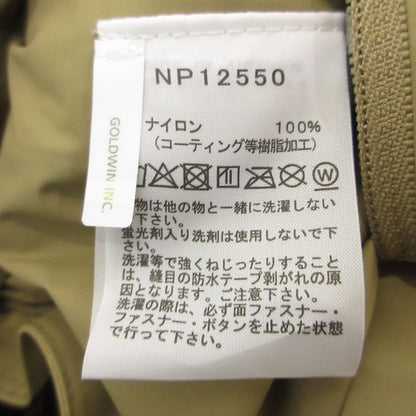 NP12550
GOLDWIN INC.
ナイロン 100%
(コーティング等樹脂加工)
W
物は他の物と一緒に洗濯しない
下さい。
蛍光剤入り洗剤は使用しないで下
さい。
洗濯等で強くねじったりすること
は、縫目の防水テープ剥がれの原
因となります。ご注意下さい。
洗濯の際は、必ず面ファスナー・
ファスナー・ボタンを止めた状態
で行って下さい。